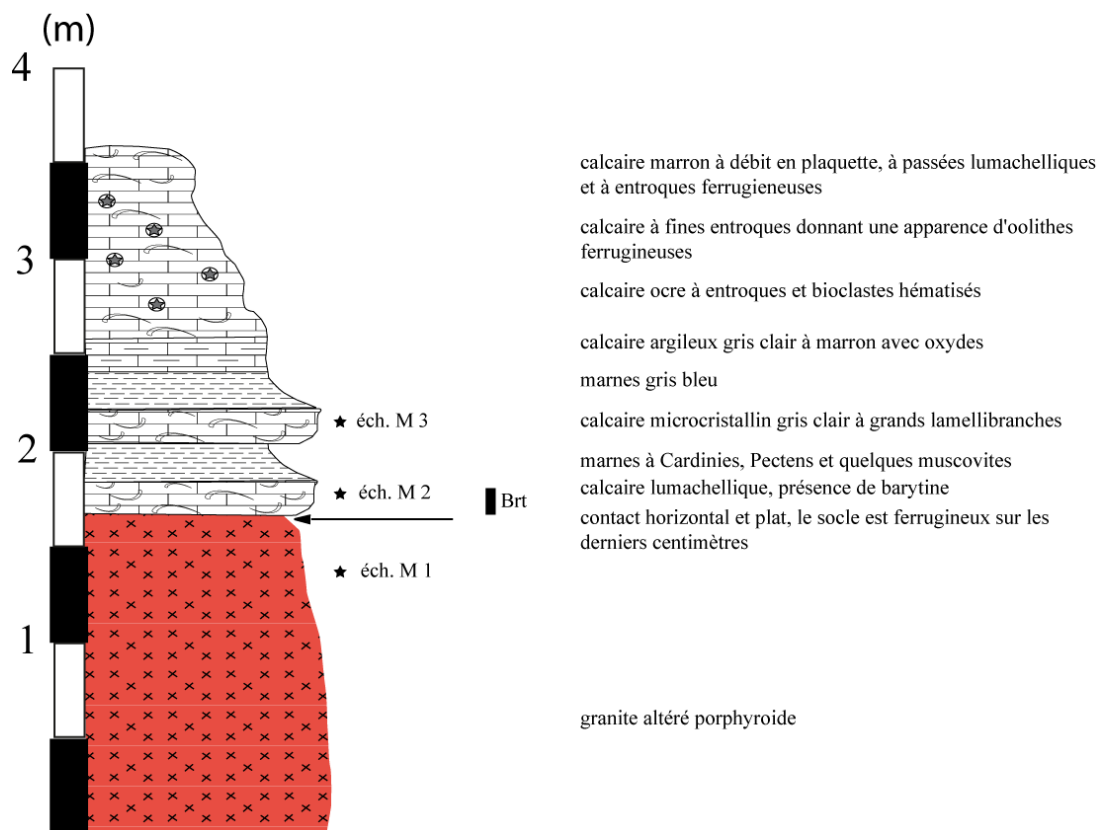 (m)
4
calcaire marron à débit en plaquette, à passées lumachelliques
et à entroques ferrugieneuses
calcaire à fines entroques donnant une apparence d'oolithes
ferrugineuses
3
calcaire ocre à entroques et bioclastes hématisés
calcaire argileux gris clair à marron avec oxydes
marnes gris bleu
éch. M 3
calcaire microcristallin gris clair à grands lamellibranches
2
marnes à Cardinies, Pectens et quelques muscovites
éch. M 2
Brt
calcaire lumachellique, présence de barytine
contact horizontal et plat, le socle est ferrugineux sur les
derniers centimètres
éch. M 1
1
granite altéré porphyroide